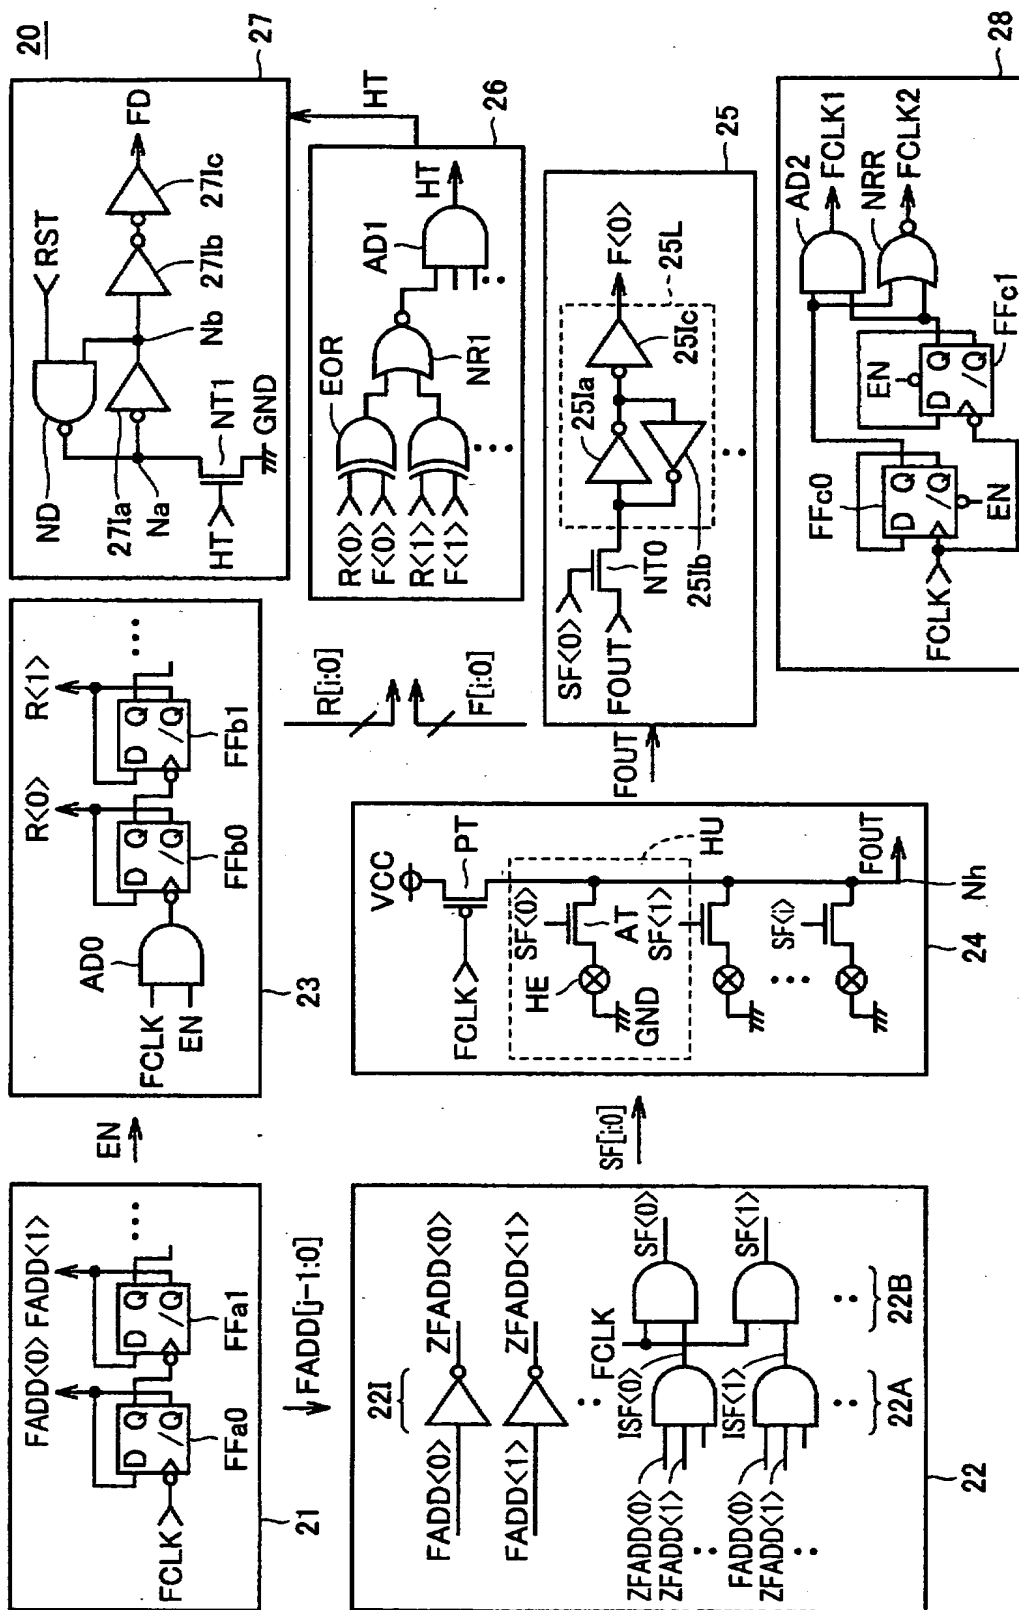 20
21
FADD<0> FADD<1>
D Q
/Q
FFa0
D Q
/Q
FFa1
FCLK
EN
FADD[j-1:0]
23
R<0>
R<1>
D Q
/Q
FFb0
D Q
/Q
FFb1
AD0
FCLK
EN
R[i:0]
F[i:0]
27
ND
RST
FD
27Ia
27Ib
27Ic
Na
Nb
HT
NT1
GND
HT
26
R<0>
F<0>
R<1>
F<1>
EOR
NR1
AD1
HT
22
22I
FADD<0>
ZFADD<0>
FADD<1>
ZFADD<1>
FCLK
ISF<0>
SF<0>
ISF<1>
SF<1>
ZFADD<0>
ZFADD<1>
FADD<0>
ZFADD<1>
22A
22B
SF[i:0]
24
VCC
PT
FCLK
SF<0>
HE
AT
GND
HU
SF<1>
SF<i>
FOUT
Nh
FOUT
25
SF<0>
FOUT
NT0
25Ia
25Ib
25Ic
25L
F<0>
28
FCLK
FFc0
D Q
/Q
EN
EN
D Q
/Q
FFc1
AD2
FCLK1
NRR
FCLK2